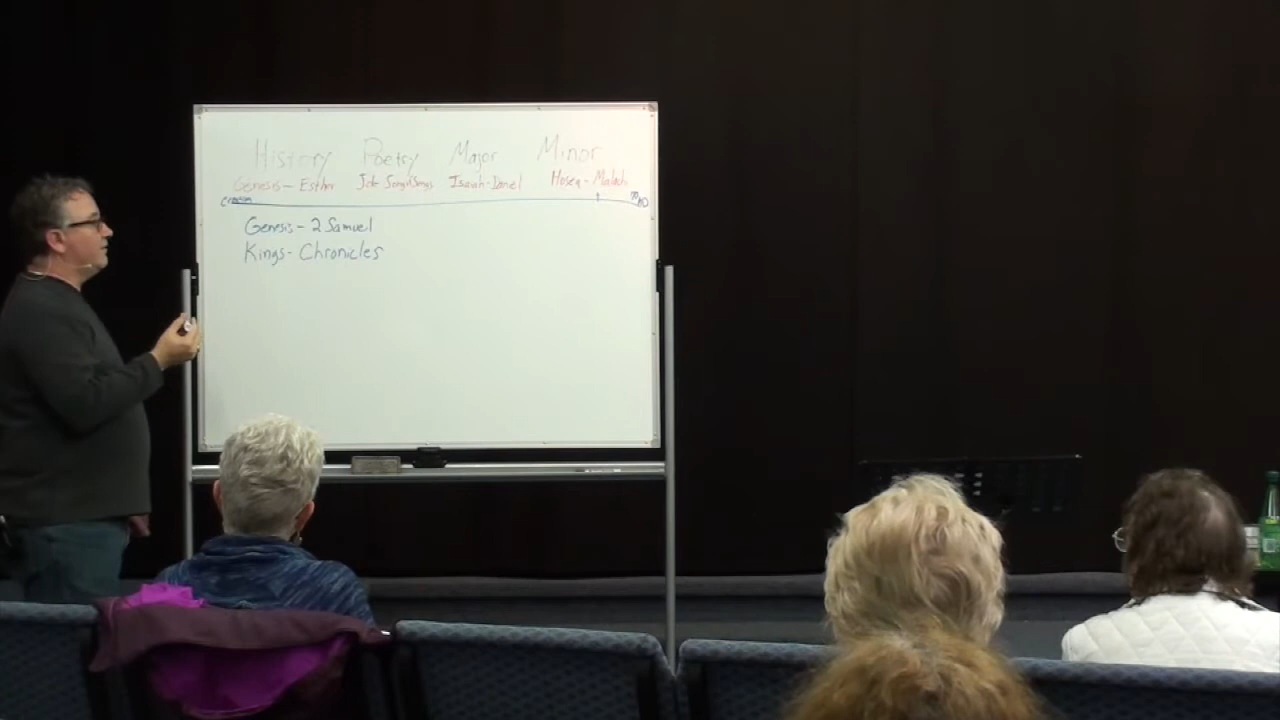 History Poetry Major Minor
Genesis - Esther Job- Song of Songs Isaiah - Daniel Hosea - Malachi
Creation
Genesis - 2 Samuel
Kings - Chronicles